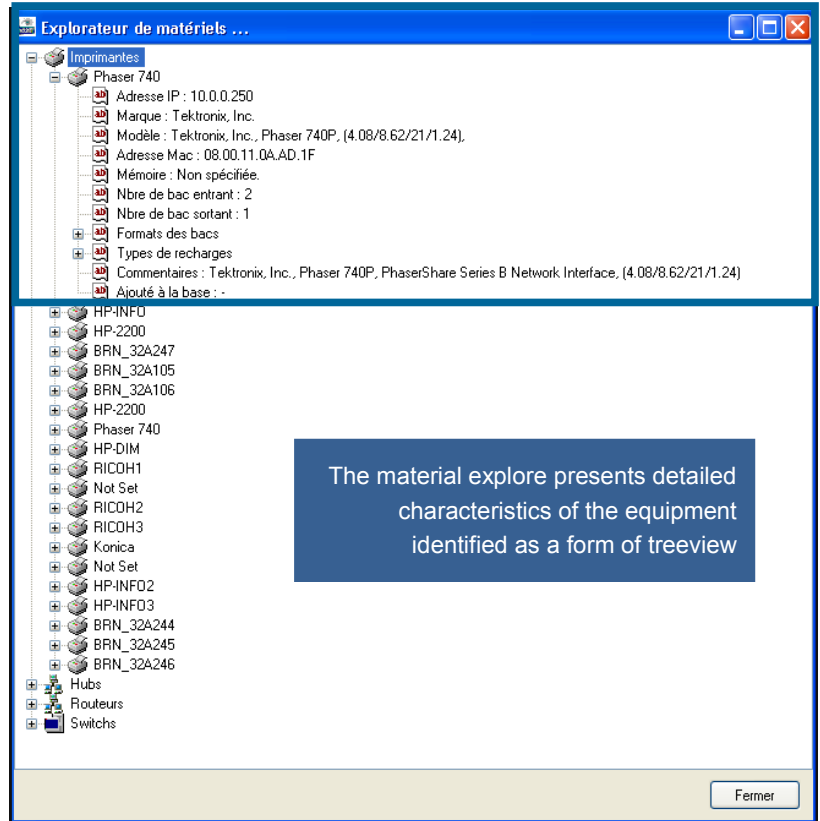 Explorateur de matériels ...
Imprimantes
Phaser 740
Adresse IP : 10.0.0.250
Marque : Tektronix, Inc.
Modèle : Tektronix, Inc., Phaser 740P, (4.08/8.62/21/1.24),
Adresse Mac : 08.00.11.0A.AD.1F
Mémoire : Non spécifiée.
Nbre de bac entrant : 2
Nbre de bac sortant : 1
Formats des bacs
Types de recharges
Commentaires : Tektronix, Inc., Phaser 740P, PhaserShare Series B Network Interface, (4.08/8.62/21/1.24)
Ajouté à la base : -
HP-INFO
HP-2200
BRN_32A247
BRN_32A105
BRN_32A106
HP-2200
Phaser 740
HP-DIM
RICOH1
Not Set
RICOH2
RICOH3
Konica
Not Set
HP-INFO2
HP-INFO3
BRN_32A244
BRN_32A245
BRN_32A246
Hubs
Routeurs
Switchs
The material explore presents detailed
characteristics of the equipment
identified as a form of treeview
Fermer